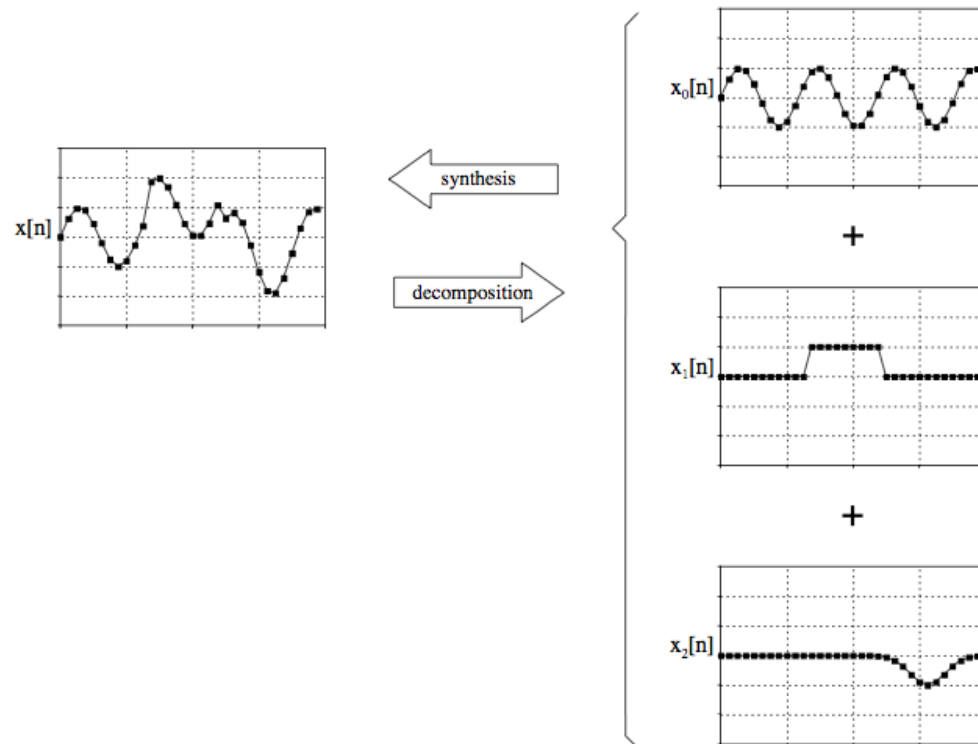 x[n]
synthesis
decomposition
x₀[n]
+
x₁[n]
+
x₂[n]